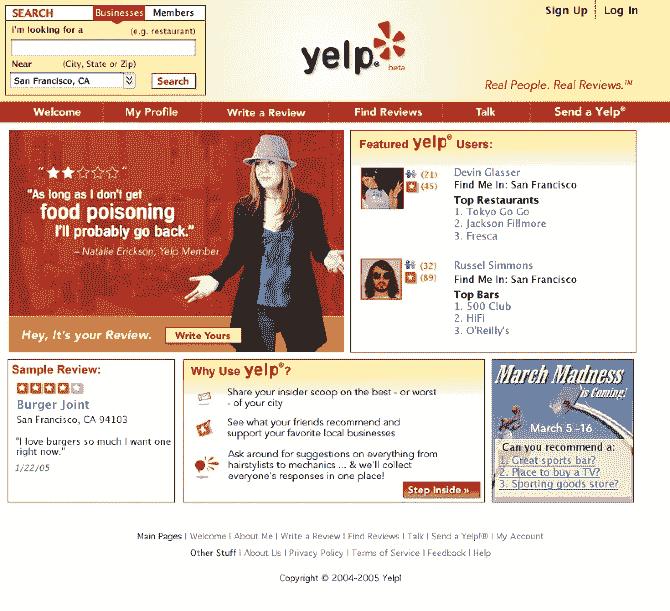 SEARCH Businesses Members
I'm looking for a (e.g. restaurant)
Near (City, State or Zip)
San Francisco, CA Search
Sign Up Log In
yelp®
beta
Real People. Real Reviews.™
Welcome My Profile Write a Review Find Reviews Talk Send a Yelp®
"As long as I don't get
food poisoning
I'll probably go back."
– Natalie Erickson, Yelp Member
Hey, It's your Review. Write Yours
Featured yelp® Users:
(71) Devin Glasser
(45) Find Me In: San Francisco
Top Restaurants
1. Tokyo Go Go
2. Jackson Fillmore
3. Fresca
(32) Russel Simmons
(89) Find Me In: San Francisco
Top Bars
1. 500 Club
2. HiFi
3. O'Reilly's
Sample Review:
Burger Joint
San Francisco, CA 94103
"I love burgers so much I want one
right now."
1/22/05
Why Use yelp®?
Share your insider scoop on the best - or worst
- of your city
See what your friends recommend and
support your favorite local businesses
Ask around for suggestions on everything from
hairstylists to mechanics ... & we'll collect
everyone's responses in one place!
Step Inside »
March Madness
is Coming!
March 5 -16
Can you recommend a:
1. Great sports bar?
2. Place to buy a TV?
3. Sporting goods store?
Main Pages | Welcome | About Me | Write a Review | Find Reviews | Talk | Send a Yelp!® | My Account
Other Stuff | About Us | Privacy Policy | Terms of Service | Feedback | Help
Copyright © 2004-2005 Yelp!